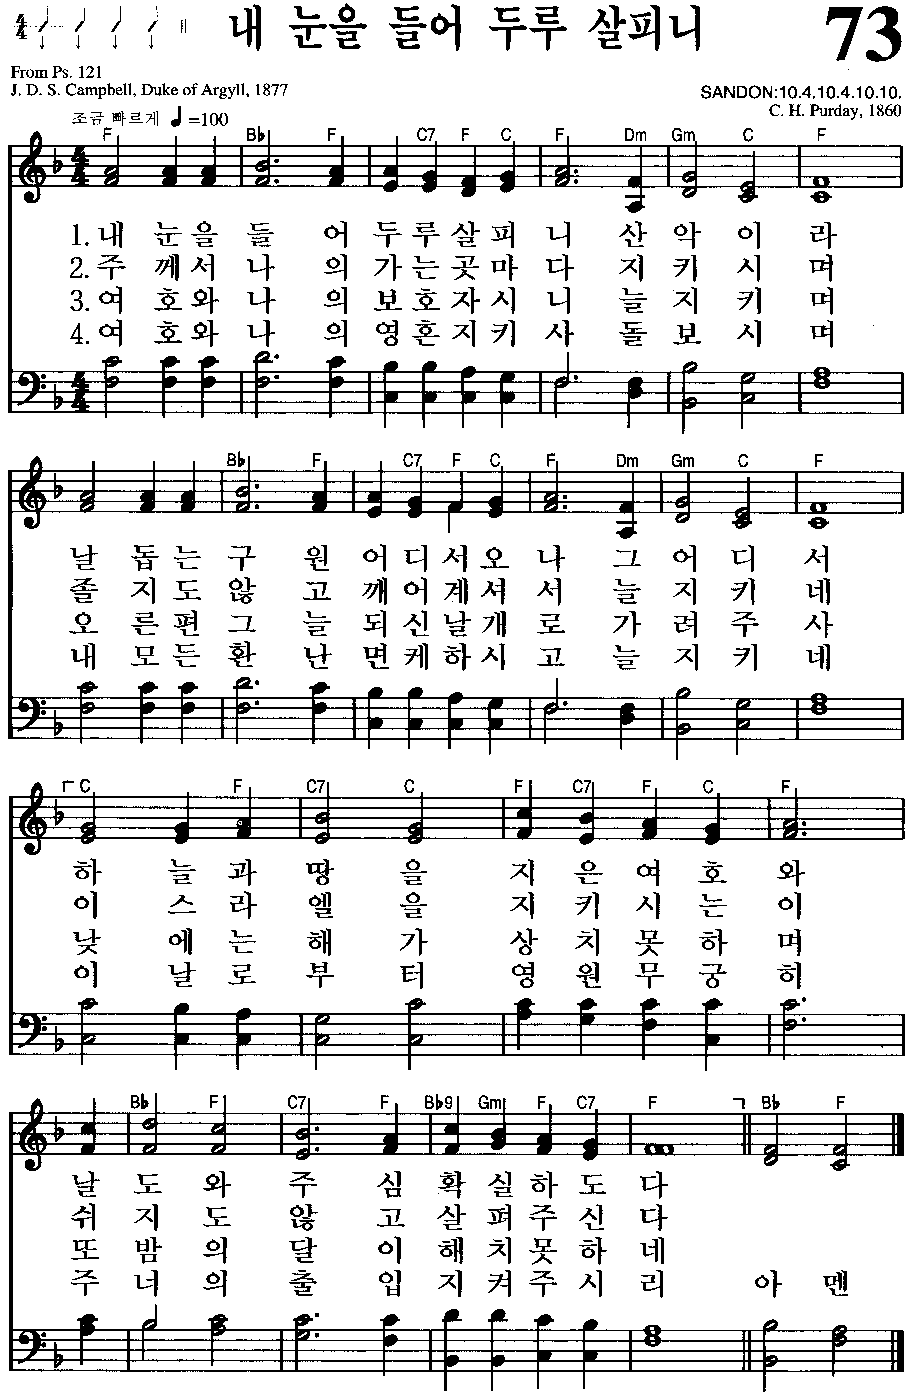 내 눈을 들어 두루 살피니
73
From Ps. 121
J. D. S. Campbell, Duke of Argyll, 1877
SANDON:10.4.10.4.10.10.
C. H. Purday, 1860
조금 빠르게 ♩=100
F B♭ F C7 F C F Dm Gm C F
1.내 눈을 들 어 두루살피 니 산 악 이 라
2.주 께서 나 의 가는곳마 다 지 키 시 며
3.여 호와 나 의 보호자시 니 늘 지 키 며
4.여 호와 나 의 영혼지키 사 돌 보 시 며
B♭ F C7 F C F Dm Gm C F
날 돕는 구 원 어디서오 나 그 어 디 서
졸 지도 않 고 깨어계셔 서 늘 지 키 네
오 른편 그 늘 되신날개 로 가 려 주 사
내 모든 환 난 면케하시 고 늘 지 키 네
C F C7 C F C7 F C F
하 늘과 땅 을 지은여호 와
이 스라 엘 을 지키시는 이
낮 에는 해 가 상치못하 며
이 날로 부 터 영원무궁 히
B♭ F C7 F B♭9 Gm F C7 F B♭ F
날 도 와 주 심 확실하도 다
쉬 지 도 않 고 살펴주신 다
또 밤 의 달 이 해치못하 네
주 너 의 출 입 지켜주시 리 아 멘